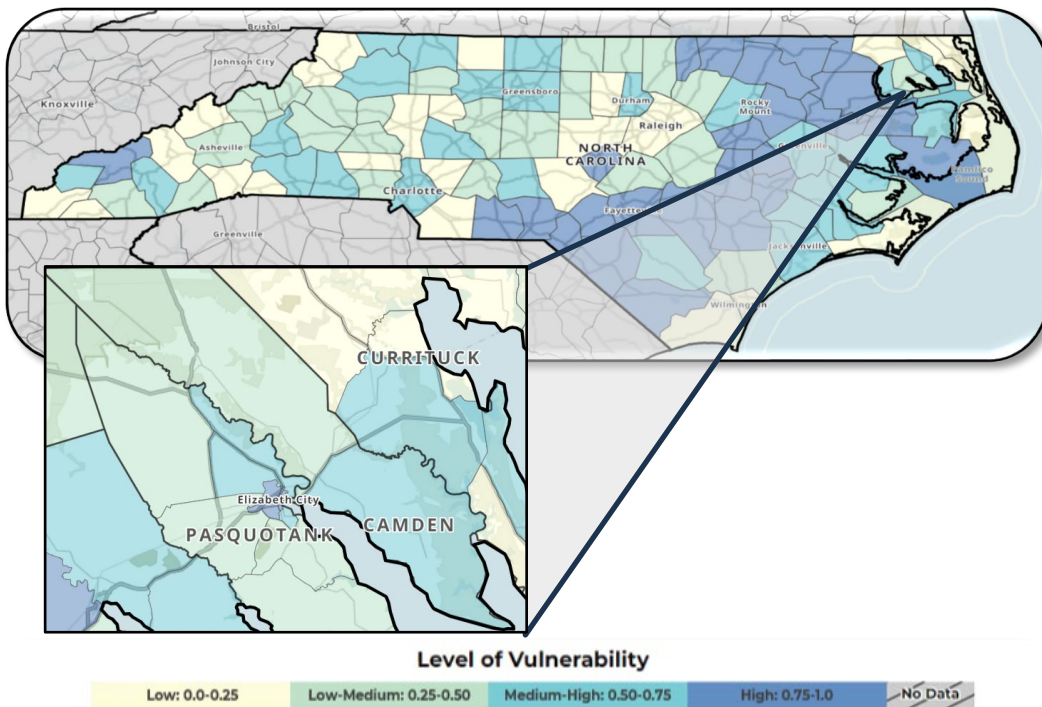 Bristol
Johnson City
Knoxville
Greensboro
Durham
Rocky
Mount
Raleigh
Asheville
NORTH
CAROLINA
Greenville
Pamlico
Sound
Charlotte
Fayetteville
Greenville
Jacksonville
Wilmington
CURRITUCK
Elizabeth City
PASQUOTANK
CAMDEN
Level of Vulnerability
Low: 0.0-0.25 Low-Medium: 0.25-0.50 Medium-High: 0.50-0.75 High: 0.75-1.0 No Data